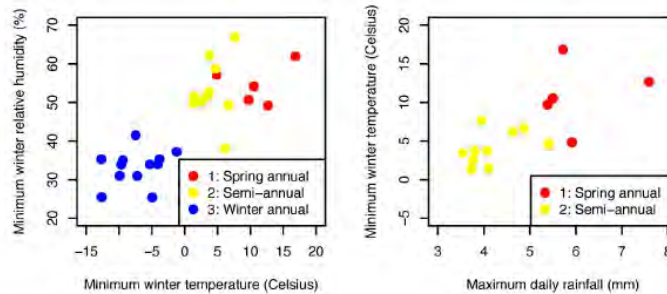 Minimum winter relative humidity (%)
70
60
50
40
30
20
1: Spring annual
2: Semi−annual
3: Winter annual
−15
−5
0
5
10
15
20
Minimum winter temperature (Celsius)
Minimum winter temperature (Celsius)
20
15
10
5
0
−5
1: Spring annual
2: Semi−annual
3
4
5
6
7
8
Maximum daily rainfall (mm)